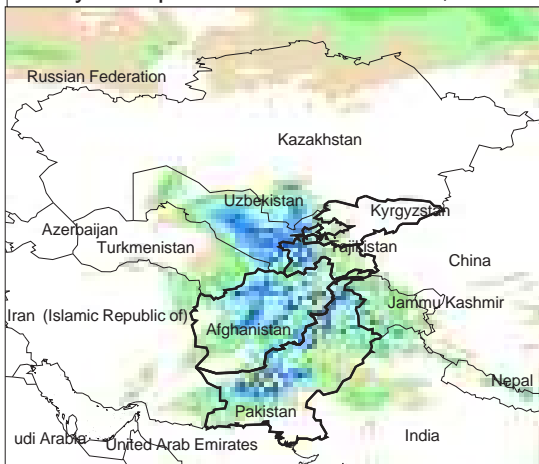 Russian Federation
Kazakhstan
Uzbekistan
Kyrgyzstan
Azerbaijan
Turkmenistan
Tajikistan
China
Jammu/Kashmir
Iran (Islamic Republic of)
Afghanistan
Nepal
Pakistan
udi Arabia
United Arab Emirates
India